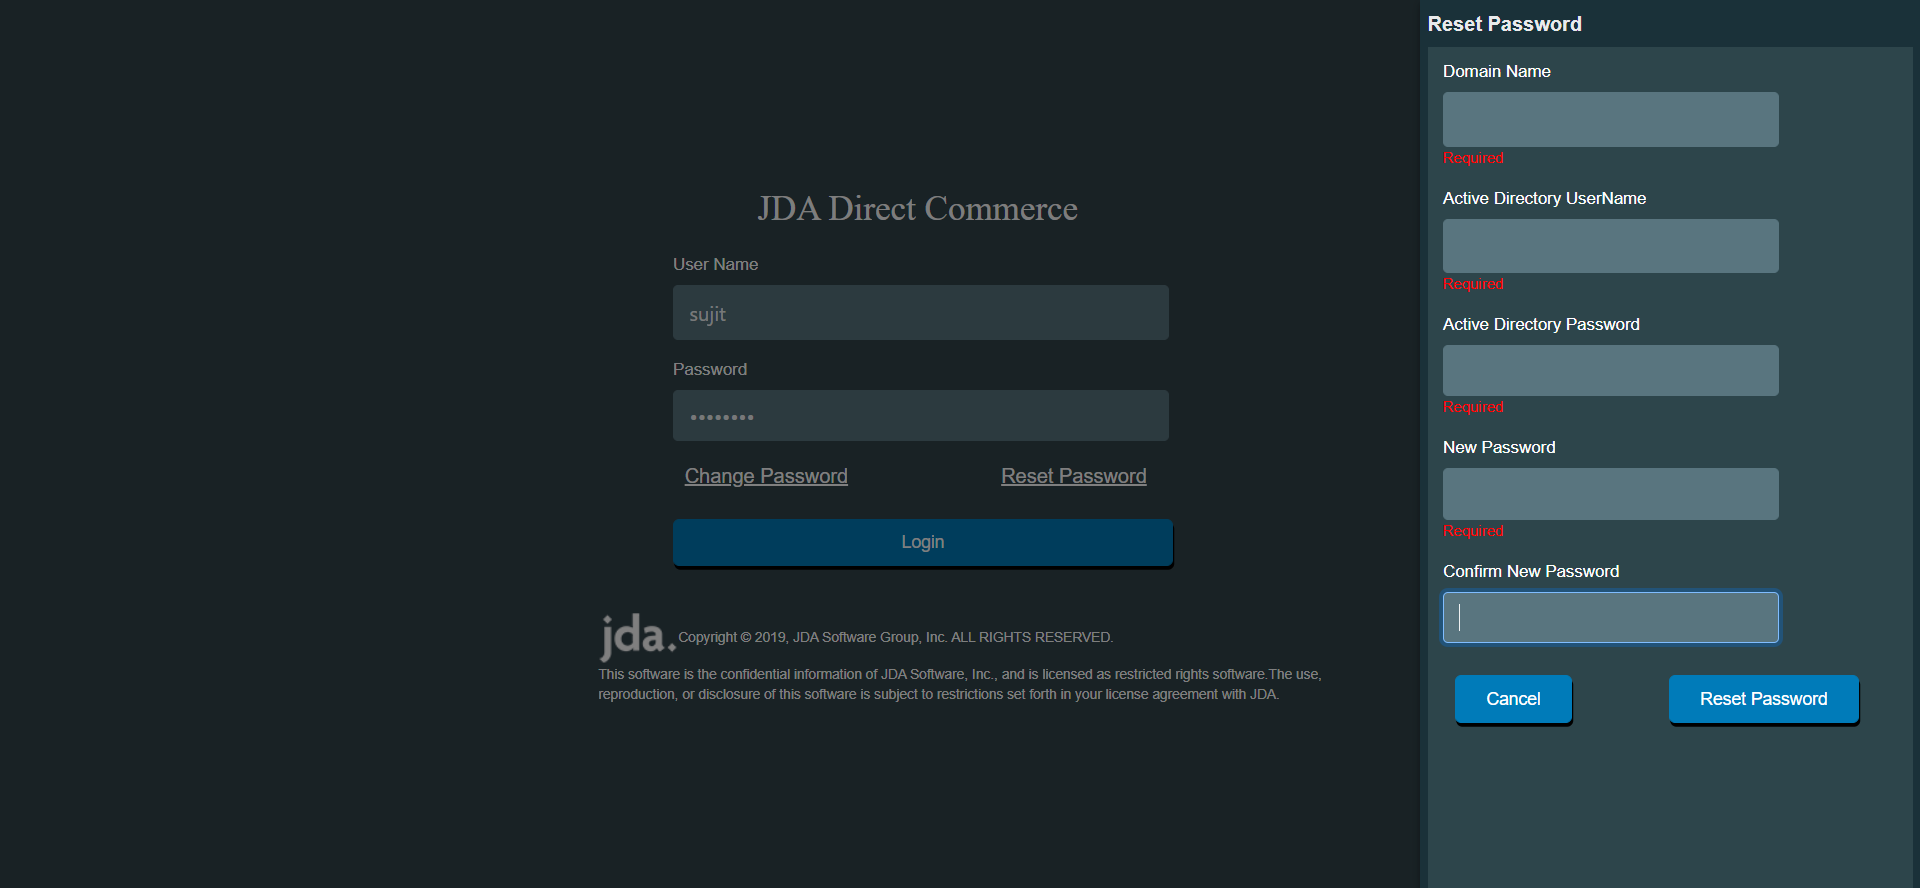 JDA Direct Commerce
User Name
sujit
Password
••••••••
Change Password
Reset Password
Login
jda.
Copyright © 2019, JDA Software Group, Inc. ALL RIGHTS RESERVED.
This software is the confidential information of JDA Software, Inc., and is licensed as restricted rights software.The use,
reproduction, or disclosure of this software is subject to restrictions set forth in your license agreement with JDA.
Reset Password
Domain Name
Required
Active Directory UserName
Required
Active Directory Password
Required
New Password
Required
Confirm New Password
Cancel
Reset Password